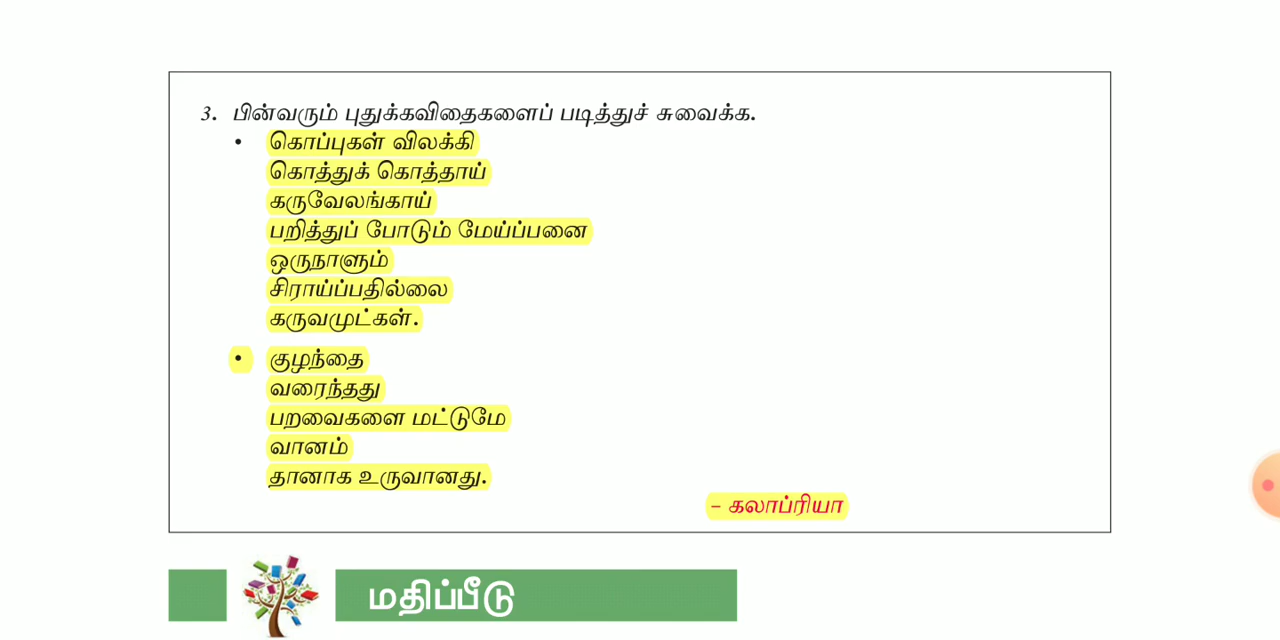 3. பின்வரும் புதுக்கவிதைகளைப் படித்துச் சுவைக்க.
• கொப்புகள் விலக்கி
கொத்துக் கொத்தாய்
கருவேலங்காய்
பறித்துப் போடும் மேய்ப்பனை
ஒருநாளும்
சிராய்ப்பதில்லை
கருவமுட்கள்.
• குழந்தை
வரைந்தது
பறவைகளை மட்டுமே
வானம்
தானாக உருவானது.
– கலாப்ரியா
மதிப்பீடு